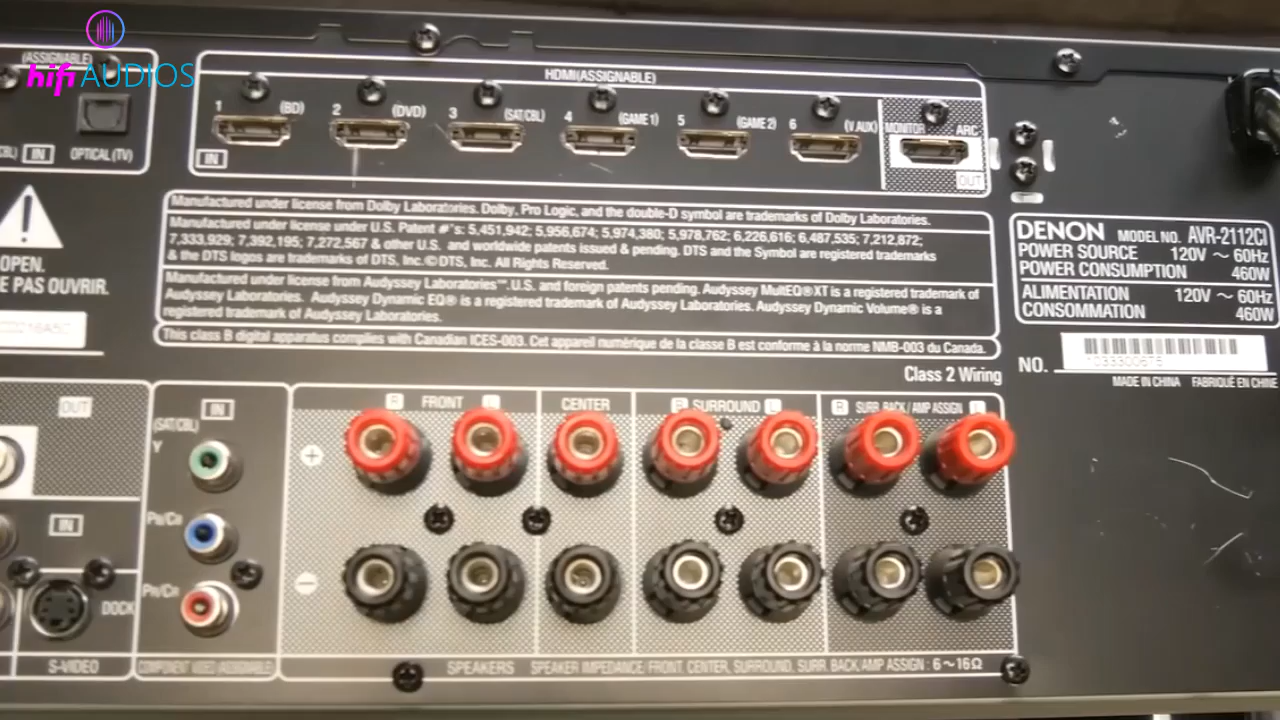 hifi AUDIOS
(ASSIGNABLE)
IN
OPTICAL (TV)
HDMI(ASSIGNABLE)
1 (BD)
2 (DVD)
3 (SAT/CBL)
4 (GAME 1)
5 (GAME 2)
6 (V.AUX)
MONITOR ARC
IN
OUT
OPEN.
E PAS OUVRIR.
Manufactured under license from Dolby Laboratories. Dolby, Pro Logic, and the double-D symbol are trademarks of Dolby Laboratories.
Manufactured under license under U.S. Patent #'s: 5,451,942; 5,956,674; 5,974,380; 5,978,762; 6,226,616; 6,487,535; 7,212,872;
7,333,929; 7,392,195; 7,272,567 & other U.S. and worldwide patents issued & pending. DTS and the Symbol are registered trademarks
& the DTS logos are trademarks of DTS, Inc. © DTS, Inc. All Rights Reserved.
Manufactured under license from Audyssey Laboratories™. U.S. and foreign patents pending. Audyssey MultEQ® XT is a registered trademark of
Audyssey Laboratories. Audyssey Dynamic EQ® is a registered trademark of Audyssey Laboratories. Audyssey Dynamic Volume® is a
registered trademark of Audyssey Laboratories.
This class B digital apparatus complies with Canadian ICES-003. Cet appareil numérique de la classe B est conforme à la norme NMB-003 du Canada.
DENON MODEL NO. AVR-2112CI
POWER SOURCE 120V ~ 60Hz
POWER CONSUMPTION 460W
ALIMENTATION 120V ~ 60Hz
CONSOMMATION 460W
NO.
MADE IN CHINA FABRIQUÉ EN CHINE
Class 2 Wiring
OUT
IN
(SAT/CBL)
Y
PB/CB
PR/CR
COMPONENT VIDEO (ASSIGNABLE)
IN
DOCK
S-VIDEO
R FRONT L
CENTER
R SURROUND L
R SURR. BACK / AMP ASSIGN L
+
−
SPEAKERS SPEAKER IMPEDANCE: FRONT, CENTER, SURROUND, SURR. BACK/AMP ASSIGN : 6~16Ω